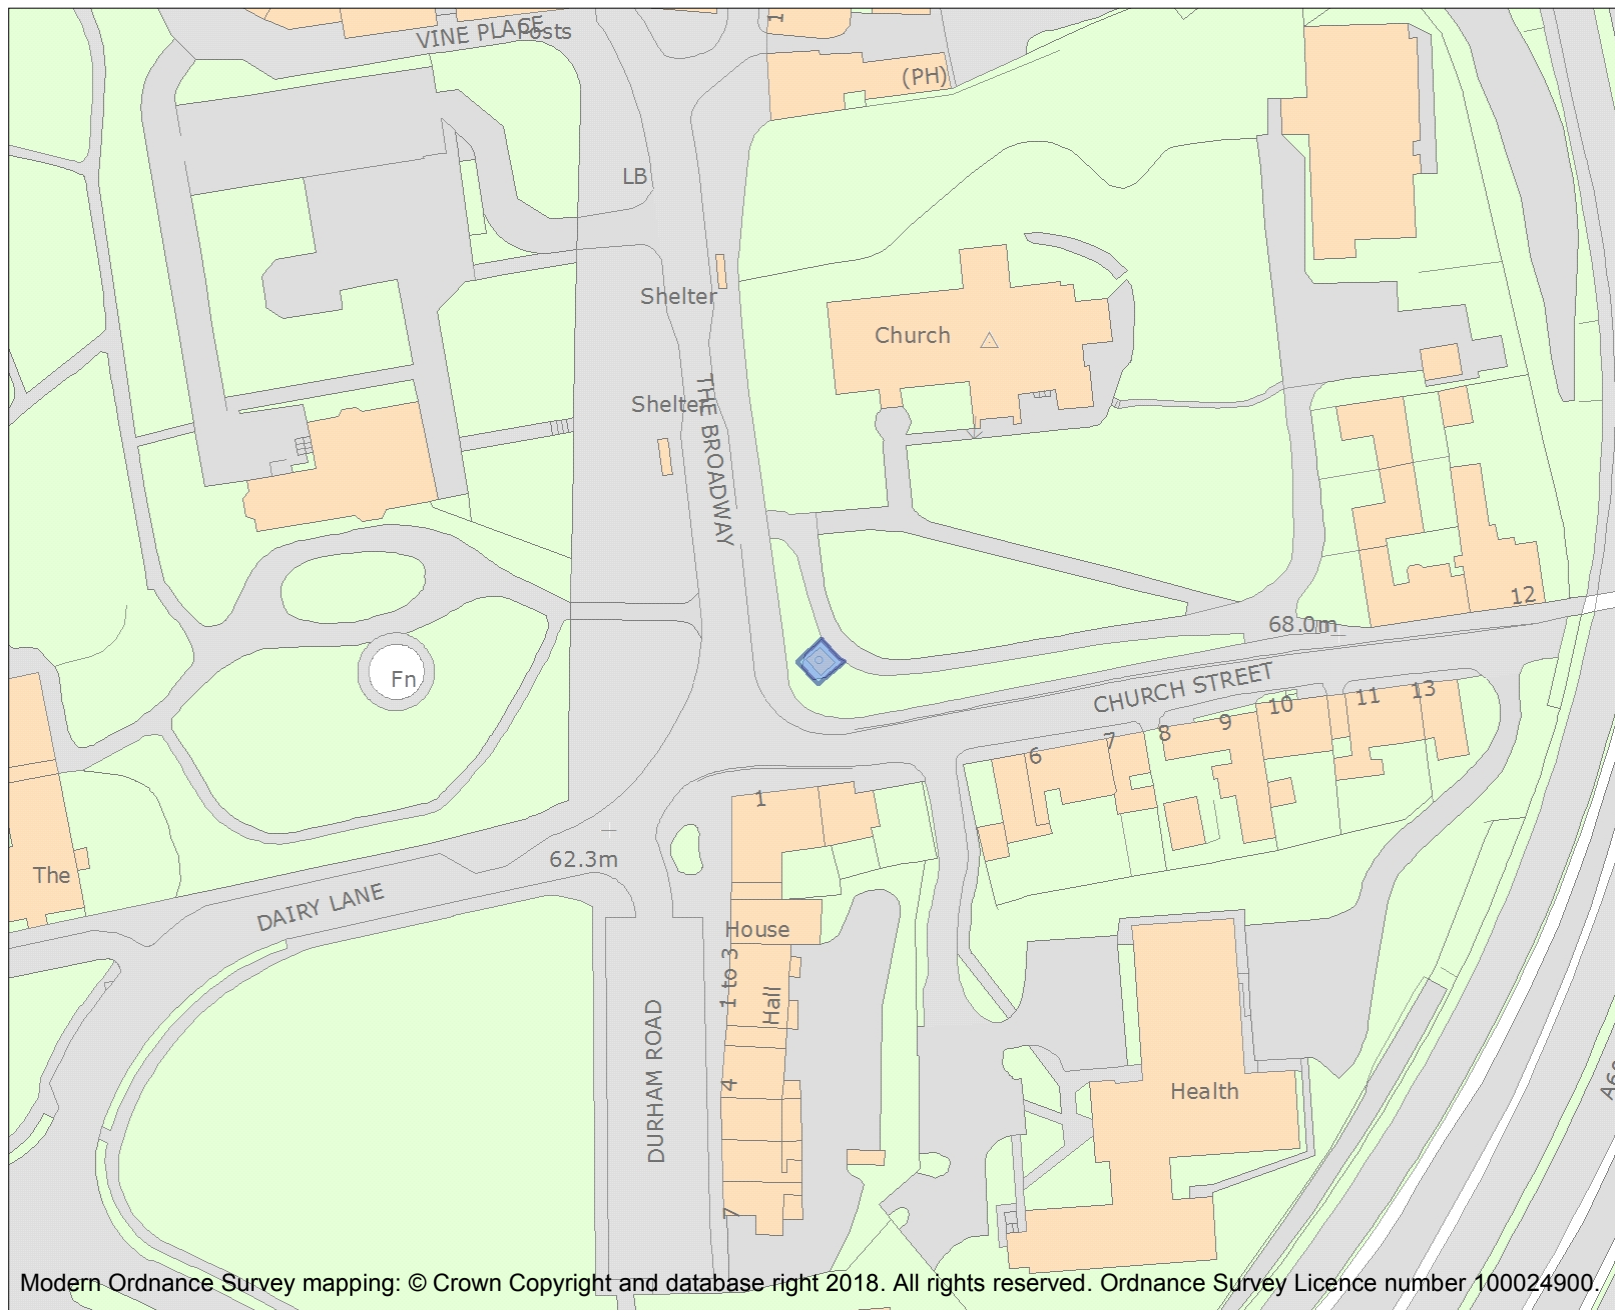 VINE PLACE
Posts
1
(PH)
LB
Shelter
Church
Shelter
THE BROADWAY
12
68.0m
Fn
CHURCH STREET
13
11
10
9
8
7
6
1
62.3m
The
DAIRY LANE
House
1 to 3
Hall
DURHAM ROAD
4
Health
7
Modern Ordnance Survey mapping: © Crown Copyright and database right 2018. All rights reserved. Ordnance Survey Licence number 100024900.